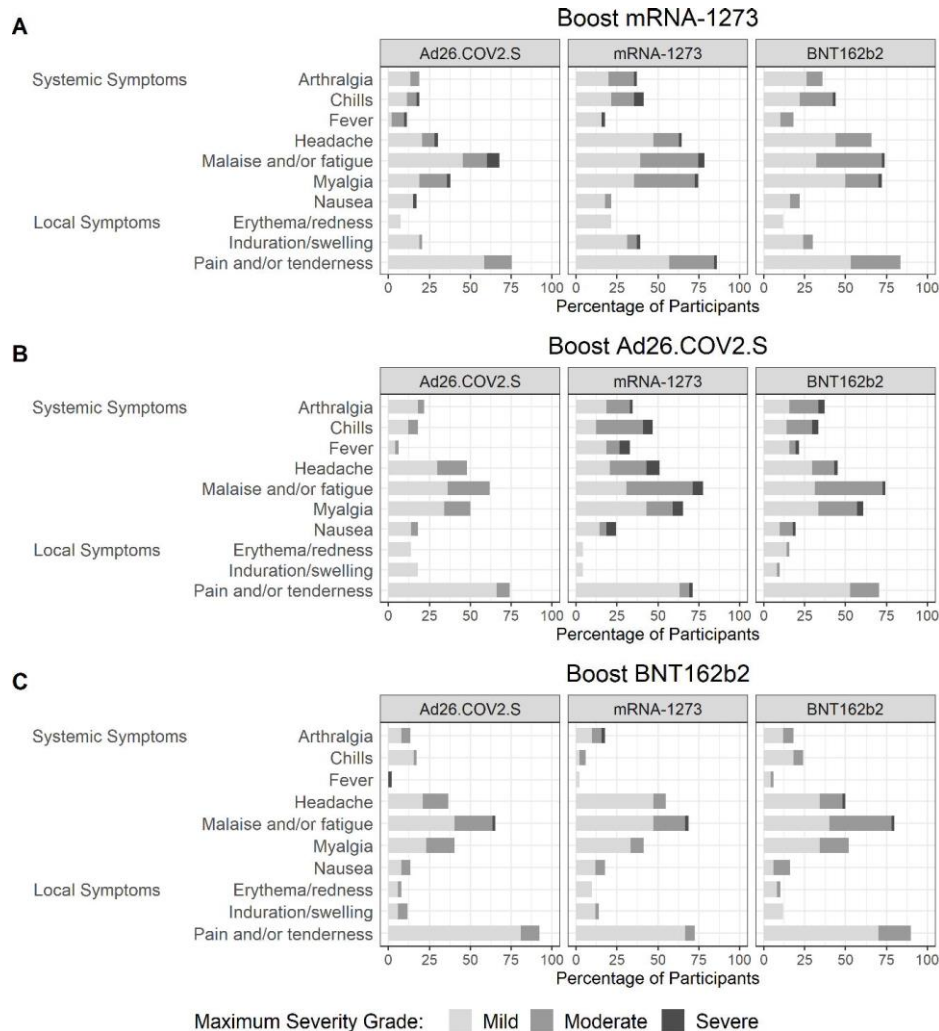 A
Boost mRNA-1273
Ad26.COV2.S mRNA-1273 BNT162b2
Systemic Symptoms Arthralgia
Chills
Fever
Headache
Malaise and/or fatigue
Myalgia
Nausea
Local Symptoms Erythema/redness
Induration/swelling
Pain and/or tenderness
0 25 50 75 100 0 25 50 75 100 0 25 50 75 100
Percentage of Participants
B
Boost Ad26.COV2.S
Ad26.COV2.S mRNA-1273 BNT162b2
Systemic Symptoms Arthralgia
Chills
Fever
Headache
Malaise and/or fatigue
Myalgia
Nausea
Local Symptoms Erythema/redness
Induration/swelling
Pain and/or tenderness
0 25 50 75 100 0 25 50 75 100 0 25 50 75 100
Percentage of Participants
C
Boost BNT162b2
Ad26.COV2.S mRNA-1273 BNT162b2
Systemic Symptoms Arthralgia
Chills
Fever
Headache
Malaise and/or fatigue
Myalgia
Nausea
Local Symptoms Erythema/redness
Induration/swelling
Pain and/or tenderness
0 25 50 75 100 0 25 50 75 100 0 25 50 75 100
Percentage of Participants
Maximum Severity Grade: Mild Moderate Severe